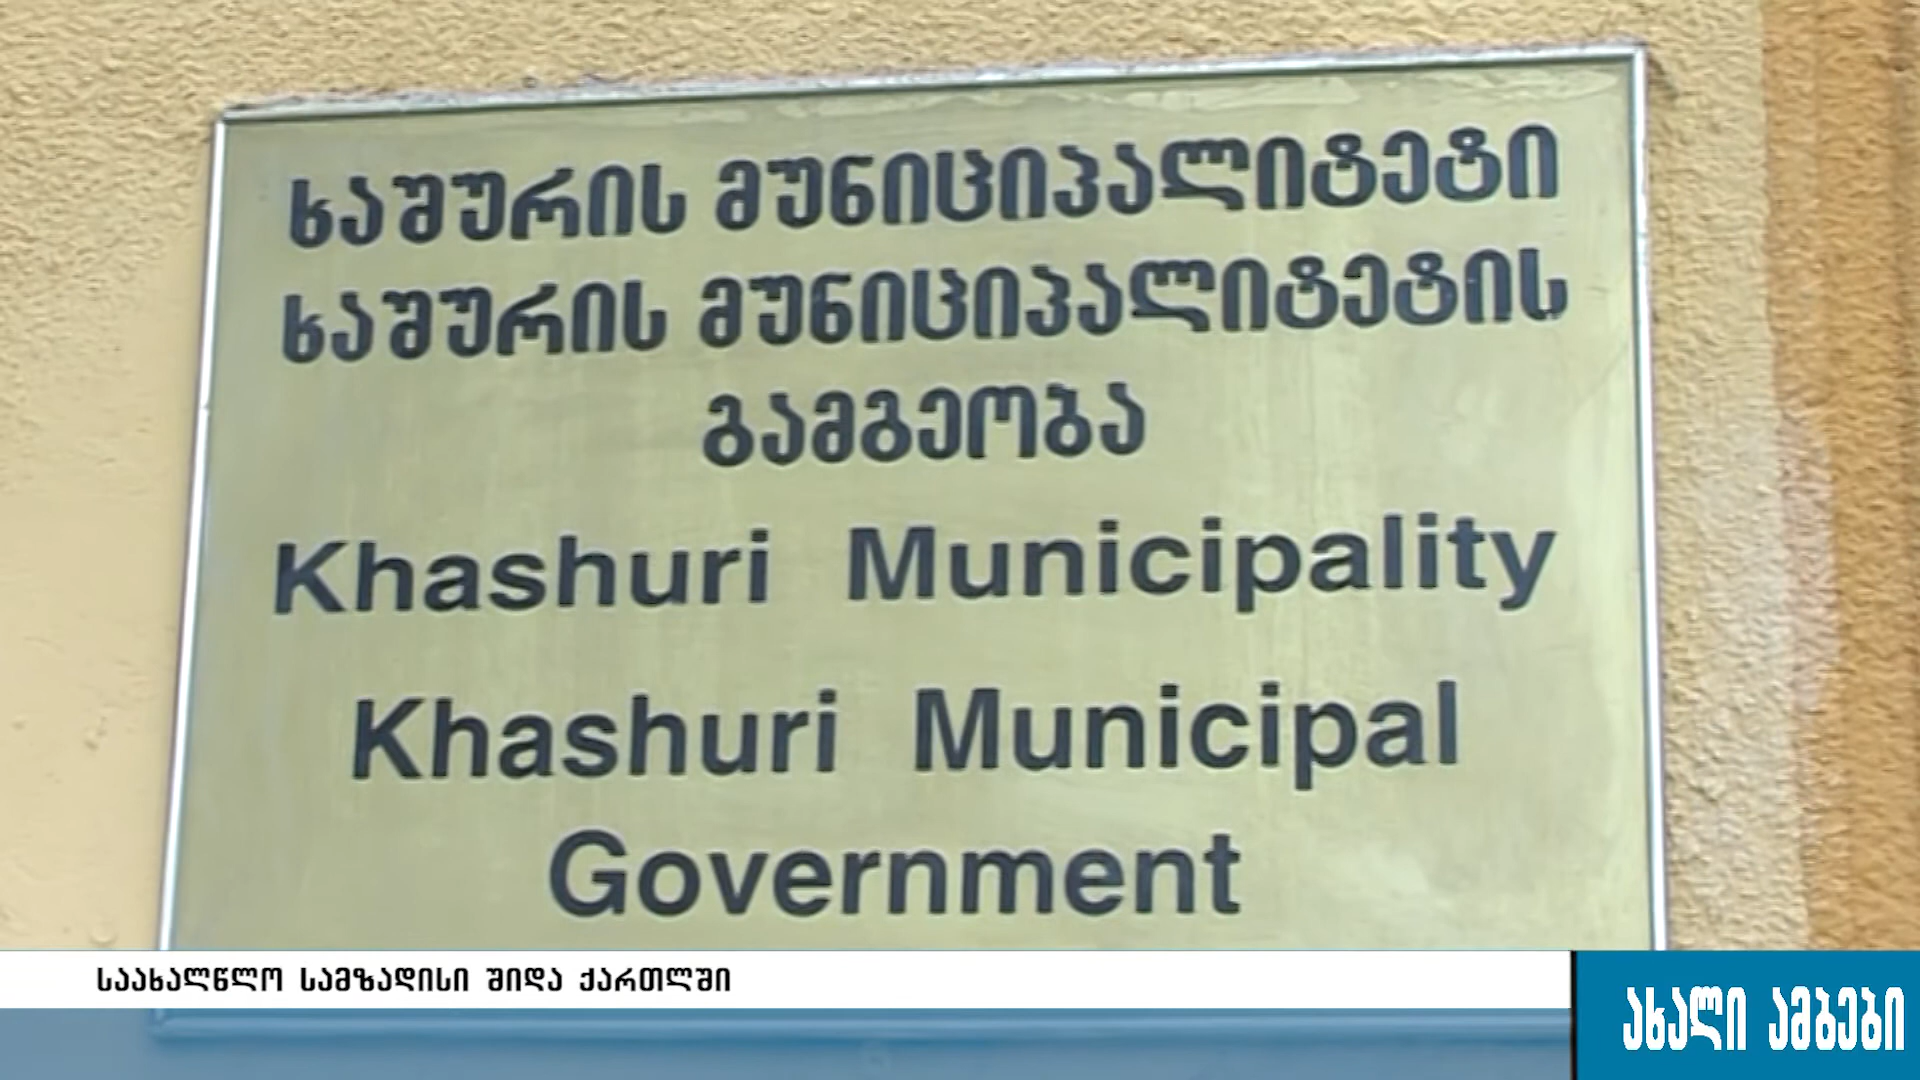 ხაშურის მუნიციპალიტეტი
ხაშურის მუნიციპალიტეტის
გამგეობა
Khashuri Municipality
Khashuri Municipal
Government
საახალწლო სამზადისი შიდა ქართლში
ახალი ამბები